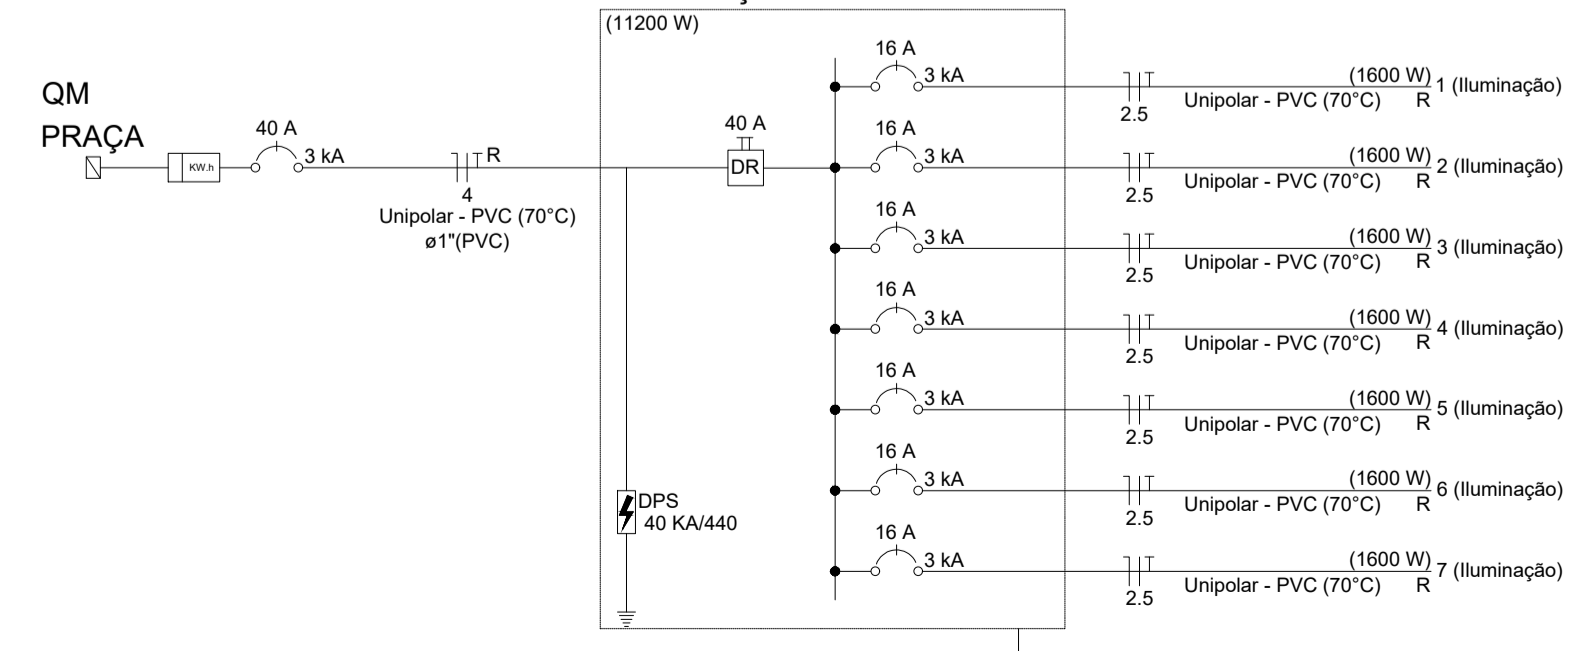 (11200 W)
QM
PRAÇA
KW.h
40 A
3 kA
R
4
Unipolar - PVC (70°C)
ø1"(PVC)
40 A
DR
DPS
40 KA/440
16 A
3 kA
2.5
(1600 W)
Unipolar - PVC (70°C)
R
1 (Iluminação)
16 A
3 kA
2.5
(1600 W)
Unipolar - PVC (70°C)
R
2 (Iluminação)
16 A
3 kA
2.5
(1600 W)
Unipolar - PVC (70°C)
R
3 (Iluminação)
16 A
3 kA
2.5
(1600 W)
Unipolar - PVC (70°C)
R
4 (Iluminação)
16 A
3 kA
2.5
(1600 W)
Unipolar - PVC (70°C)
R
5 (Iluminação)
16 A
3 kA
2.5
(1600 W)
Unipolar - PVC (70°C)
R
6 (Iluminação)
16 A
3 kA
2.5
(1600 W)
Unipolar - PVC (70°C)
R
7 (Iluminação)